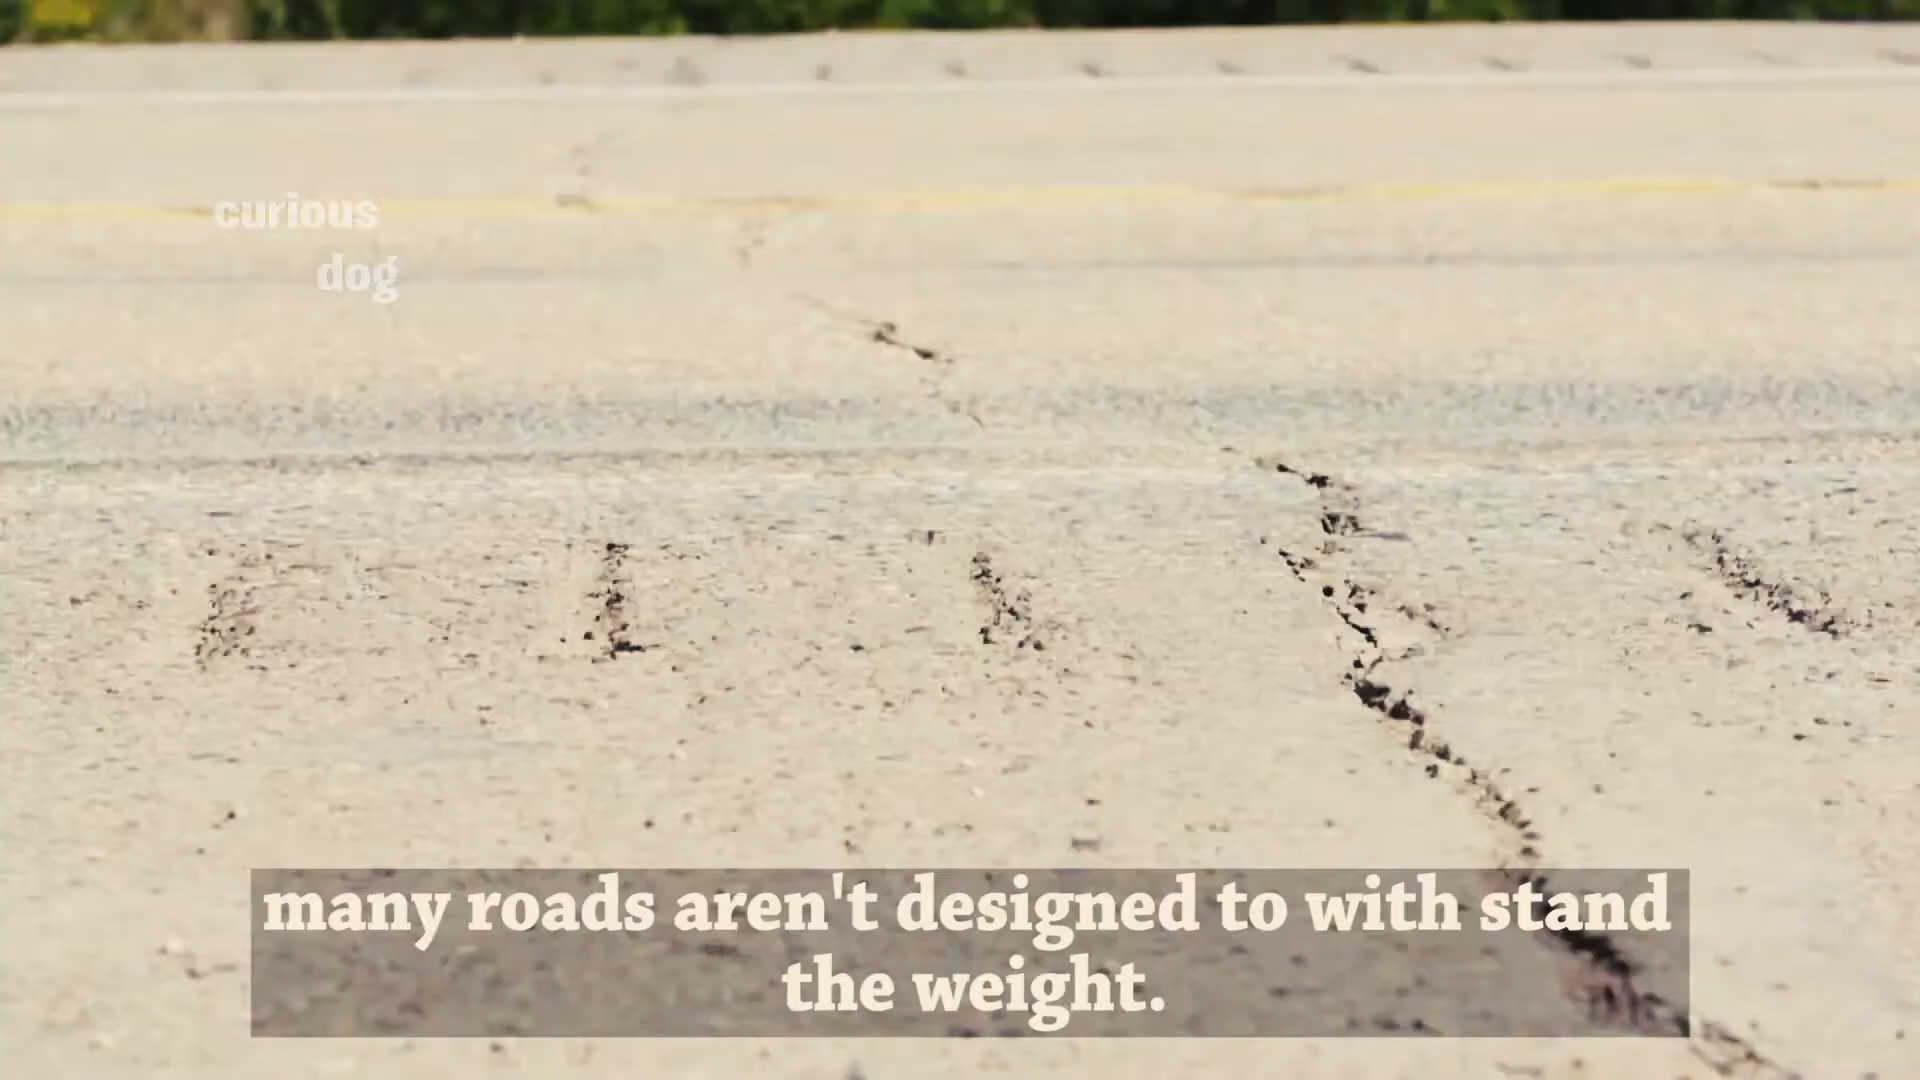 curious
dog
many roads aren't designed to with stand
the weight.